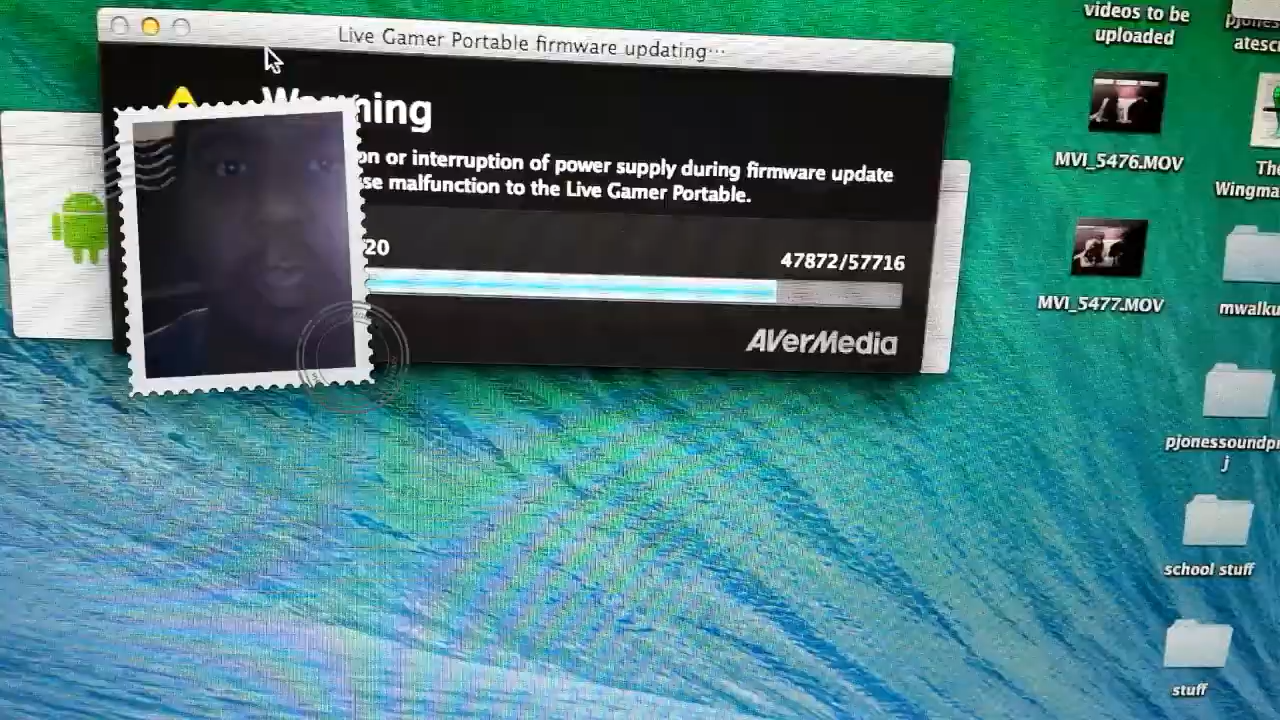 Live Gamer Portable firmware updating...
Warning
on or interruption of power supply during firmware update
se malfunction to the Live Gamer Portable.
20
47872/57716
AVerMedia
videos to be
uploaded
MVI_5476.MOV
MVI_5477.MOV
pjones
atesc
The
Wingma
mwalku
pjonessoundpr
j
school stuff
stuff